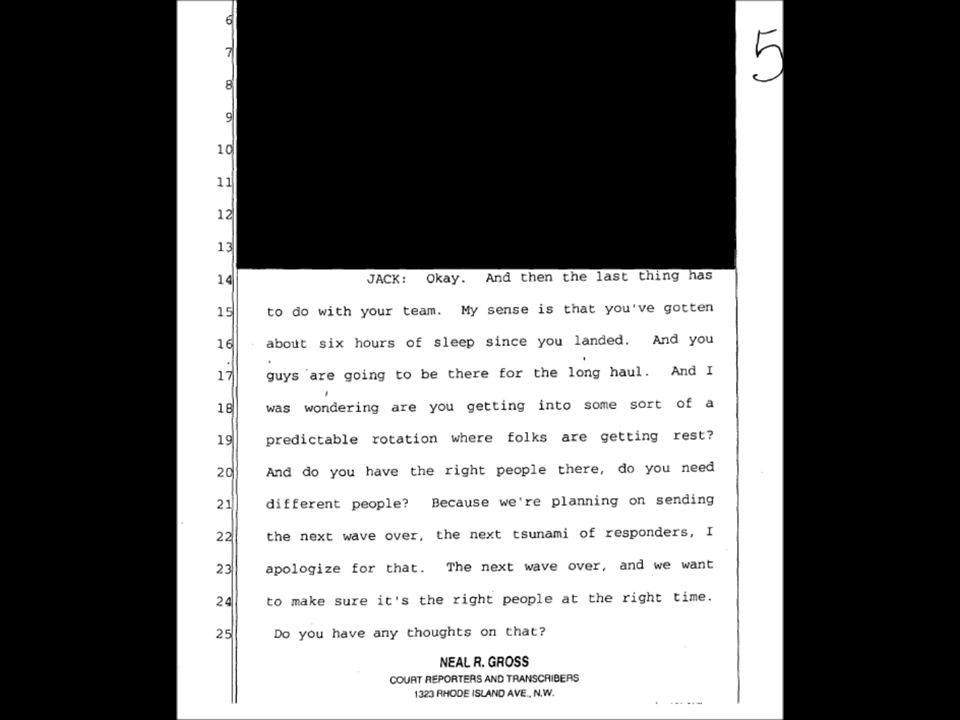 5
6
7
8
9
10
11
12
13
14 JACK: Okay. And then the last thing has
15 to do with your team. My sense is that you've gotten
16 about six hours of sleep since you landed. And you
17 guys are going to be there for the long haul. And I
18 was wondering are you getting into some sort of a
19 predictable rotation where folks are getting rest?
20 And do you have the right people there, do you need
21 different people? Because we're planning on sending
22 the next wave over, the next tsunami of responders, I
23 apologize for that. The next wave over, and we want
24 to make sure it's the right people at the right time.
25 Do you have any thoughts on that?
NEAL R. GROSS
COURT REPORTERS AND TRANSCRIBERS
1323 RHODE ISLAND AVE., N.W.